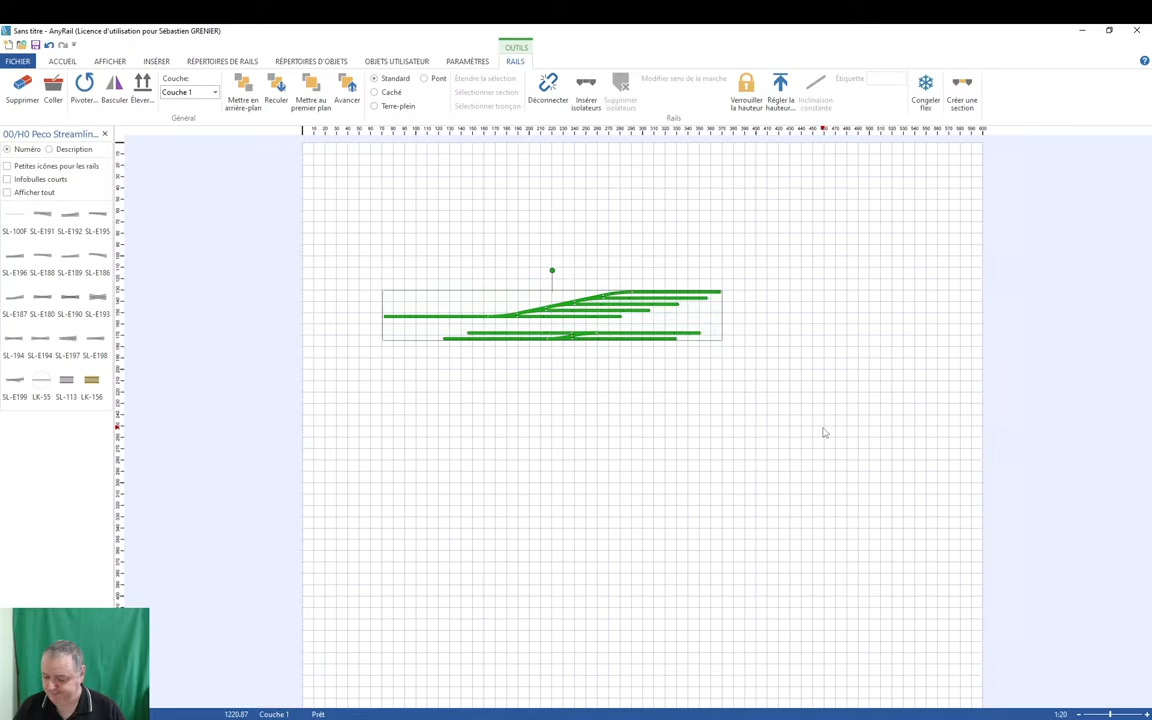 Sans titre - AnyRail (Licence d'utilisation pour Sébastien GRENIER)
OUTILS
FICHIER ACCUEIL AFFICHER INSÉRER RÉPERTOIRES DE RAILS RÉPERTOIRES D'OBJETS OBJETS UTILISATEUR PARAMÈTRES RAILS
Supprimer Coller Pivoter... Basculer Élever...
Couche:
Couche 1
Général
Mettre en arrière-plan Reculer Mettre au premier plan Avancer
Standard Pont
Caché
Terre-plein
Étendre la sélection
Sélectionner section
Sélectionner tronçon
Déconnecter Insérer isolateurs Supprimer isolateurs
Modifier sens de la marche
Rails
Verrouiller la hauteur Régler la hauteur... Inclinaison constante
Étiquette
Congeler flex Créer une section
00/H0 Peco Streamlin...
Numéro Description
Petites icônes pour les rails
Infobulles courts
Afficher tout
SL-100F SL-E191 SL-E192 SL-E195
SL-E196 SL-E188 SL-E189 SL-E186
SL-E187 SL-E180 SL-E190 SL-E193
SL-194 SL-E194 SL-E197 SL-E198
SL-E199 LK-55 SL-113 LK-156
1220.87 Couche 1 Prêt 1:20